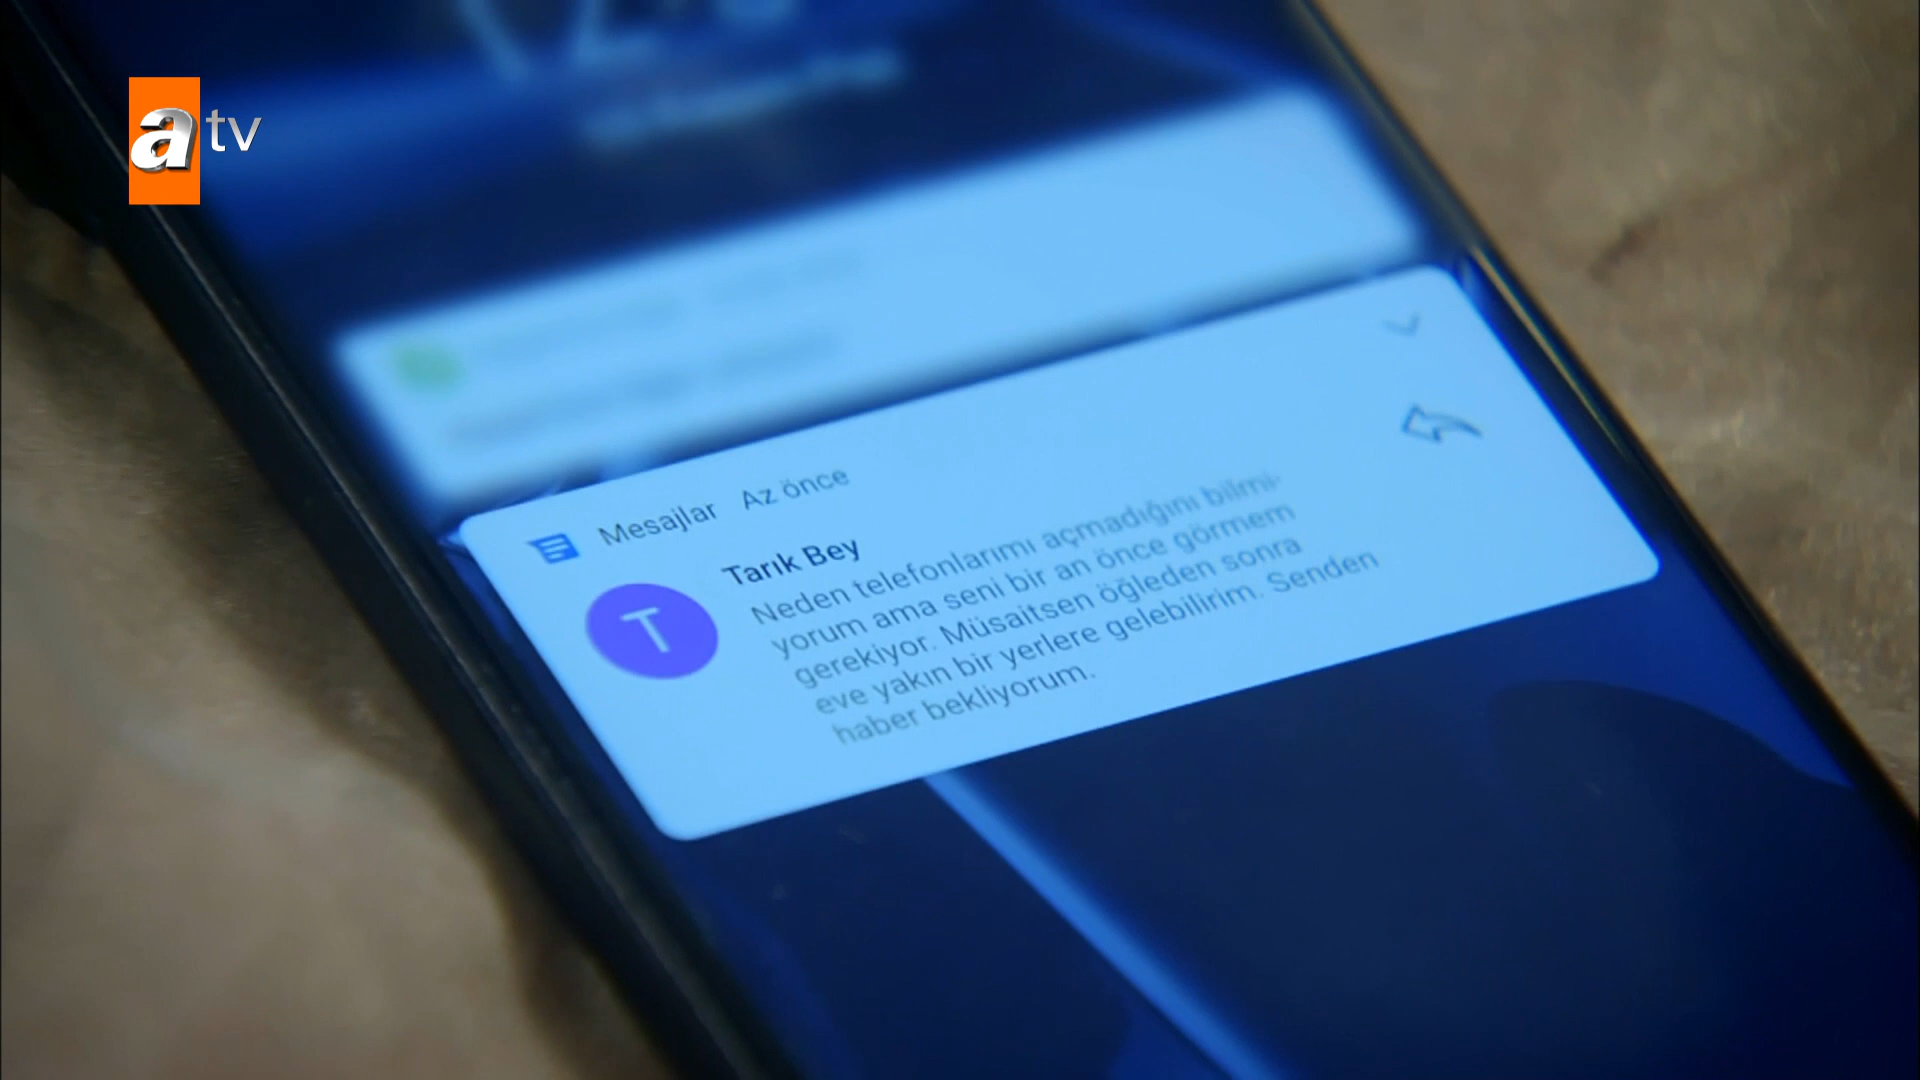 atv
Mesajlar Az önce
Tarık Bey
Neden telefonlarımı açmadığını bilmi-
yorum ama seni bir an önce görmem
gerekiyor. Müsaitsen öğleden sonra
eve yakın bir yerlere gelebilirim. Senden
haber bekliyorum.